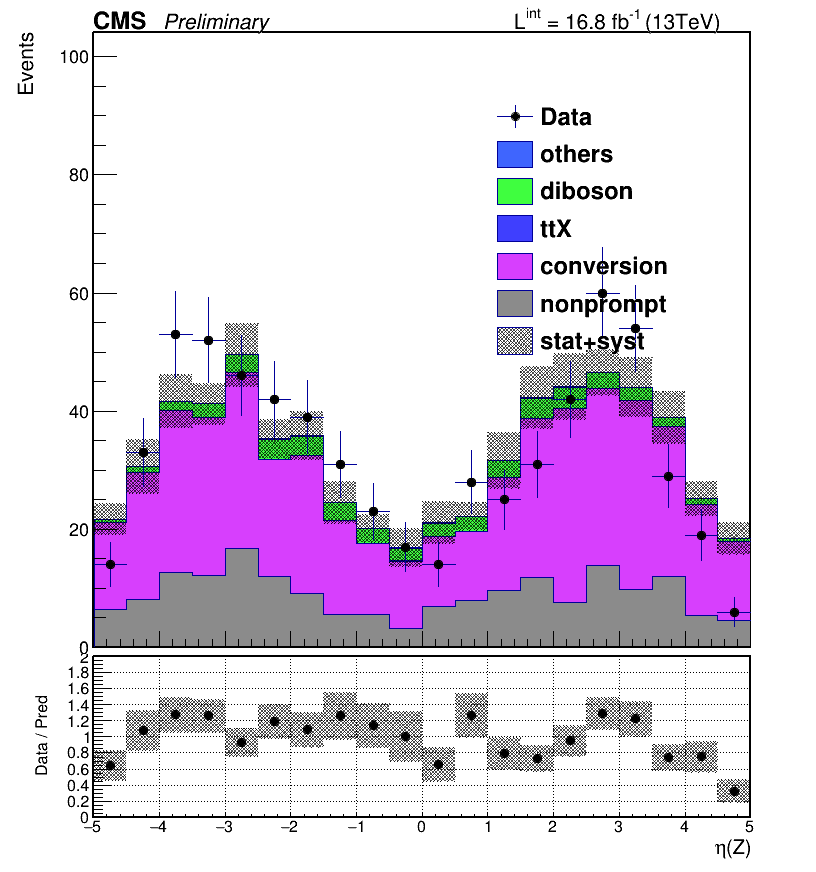 CMS Preliminary L^int = 16.8 fb^-1 (13TeV)
Events
100
80
60
40
20
0
Data
others
diboson
ttX
conversion
nonprompt
stat+syst
Data / Pred
2
1.8
1.6
1.4
1.2
1
0.8
0.6
0.4
0.2
0
−5 −4 −3 −2 −1 0 1 2 3 4 5
η(Z)